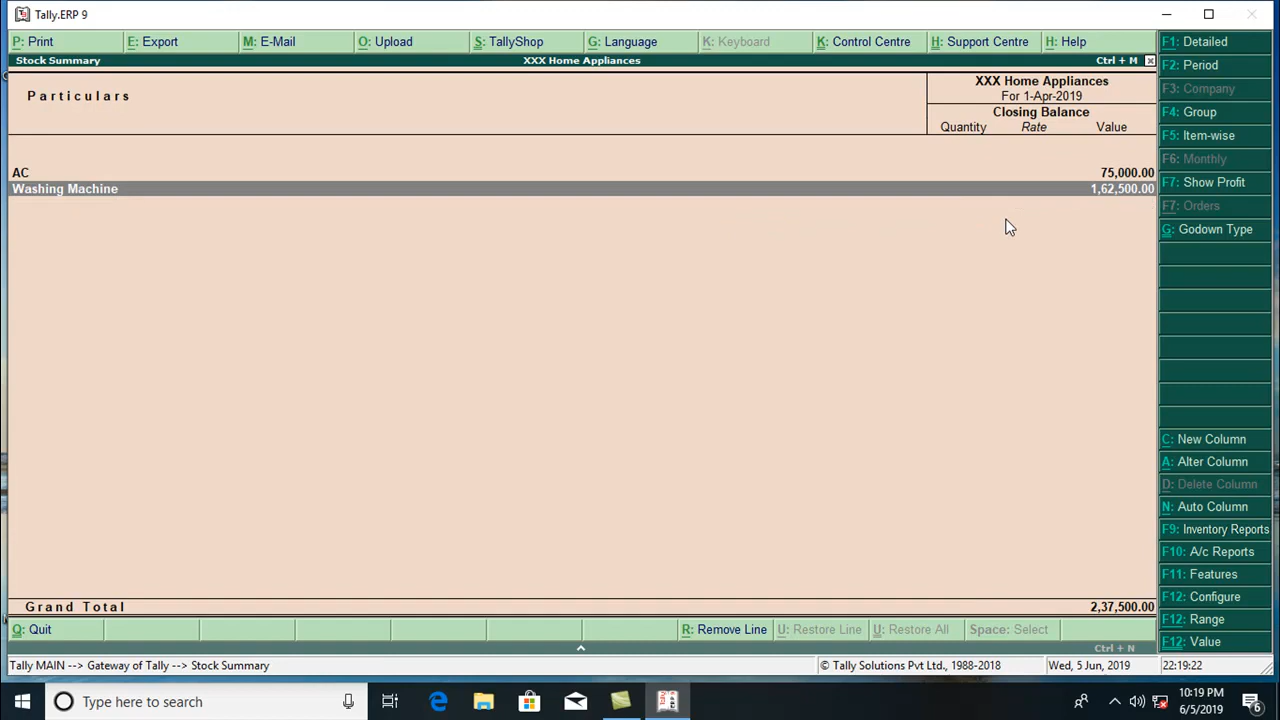 Tally.ERP 9
P: Print E: Export M: E-Mail O: Upload S: TallyShop G: Language K: Keyboard K: Control Centre H: Support Centre H: Help
Stock Summary XXX Home Appliances Ctrl + M
Particulars
XXX Home Appliances
For 1-Apr-2019
Closing Balance
Quantity Rate Value
AC 75,000.00
Washing Machine 1,62,500.00
Grand Total 2,37,500.00
Q: Quit R: Remove Line U: Restore Line U: Restore All Space: Select
Ctrl + N
Tally MAIN --> Gateway of Tally --> Stock Summary © Tally Solutions Pvt Ltd., 1988-2018 Wed, 5 Jun, 2019 22:19:22
F1: Detailed
F2: Period
F3: Company
F4: Group
F5: Item-wise
F6: Monthly
F7: Show Profit
F7: Orders
G: Godown Type
C: New Column
A: Alter Column
D: Delete Column
N: Auto Column
F9: Inventory Reports
F10: A/c Reports
F11: Features
F12: Configure
F12: Range
F12: Value
Type here to search
10:19 PM
6/5/2019
6